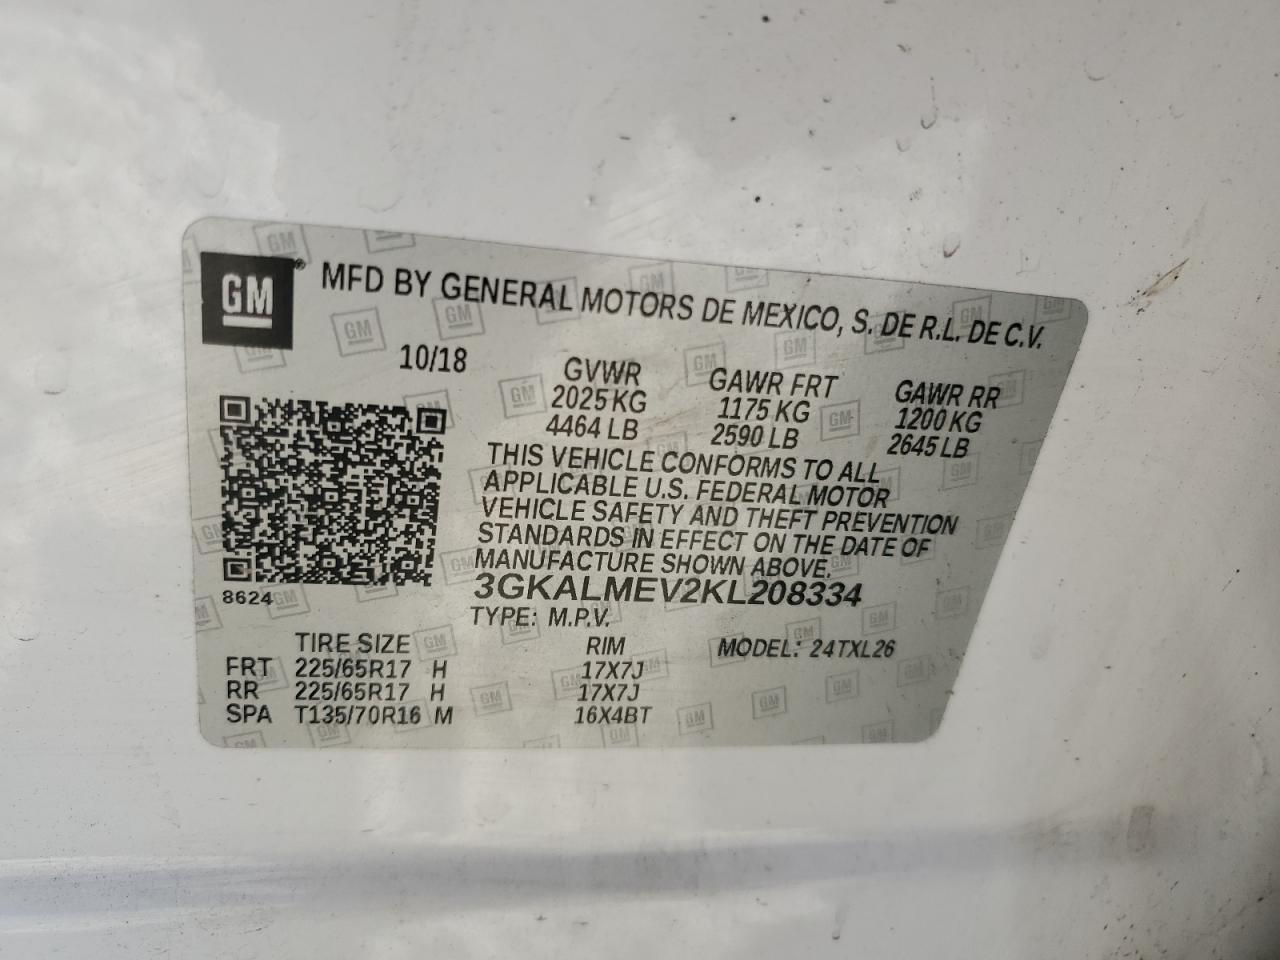 GM® MFD BY GENERAL MOTORS DE MEXICO, S. DE R.L. DE C.V.
10/18 GVWR GAWR FRT GAWR RR
2025 KG 1175 KG 1200 KG
4464 LB 2590 LB 2645 LB
THIS VEHICLE CONFORMS TO ALL
APPLICABLE U.S. FEDERAL MOTOR
VEHICLE SAFETY AND THEFT PREVENTION
STANDARDS IN EFFECT ON THE DATE OF
MANUFACTURE SHOWN ABOVE.
8624 3GKALMEV2KL208334
TYPE: M.P.V.
TIRE SIZE RIM MODEL: 24TXL26
FRT 225/65R17 H 17X7J
RR 225/65R17 H 17X7J
SPA T135/70R16 M 16X4BT